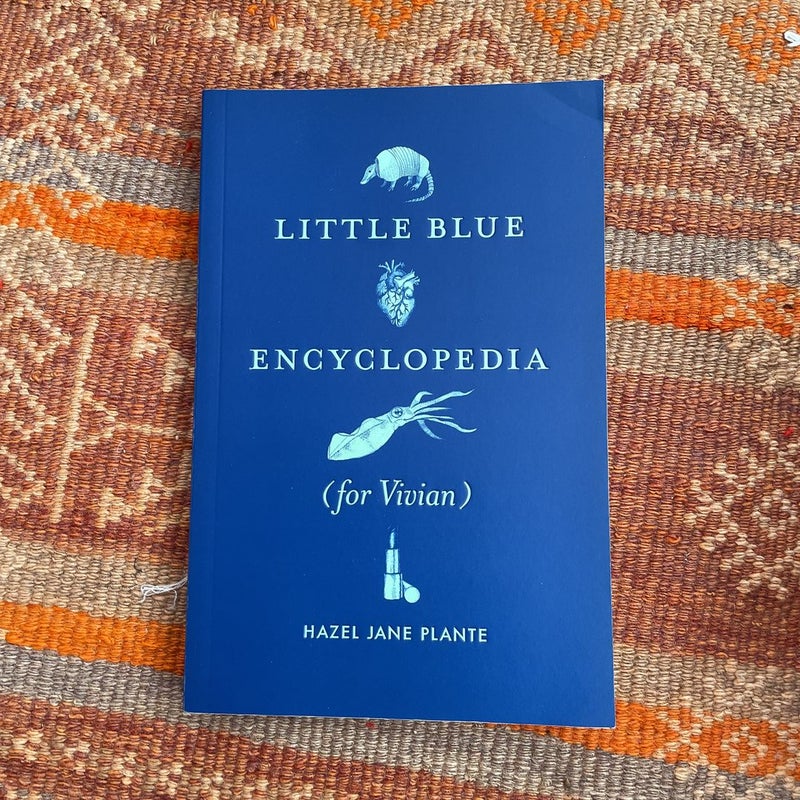 LITTLE BLUE
ENCYCLOPEDIA
(for Vivian)
HAZEL JANE PLANTE